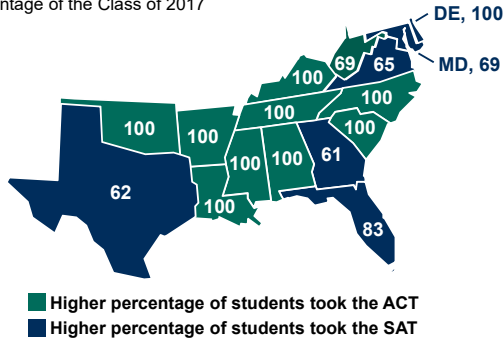 ntage of the Class of 2017
DE, 100
MD, 69
69
65
100
100
100
100
100
100
100
100
61
62
100
83
Higher percentage of students took the ACT
Higher percentage of students took the SAT